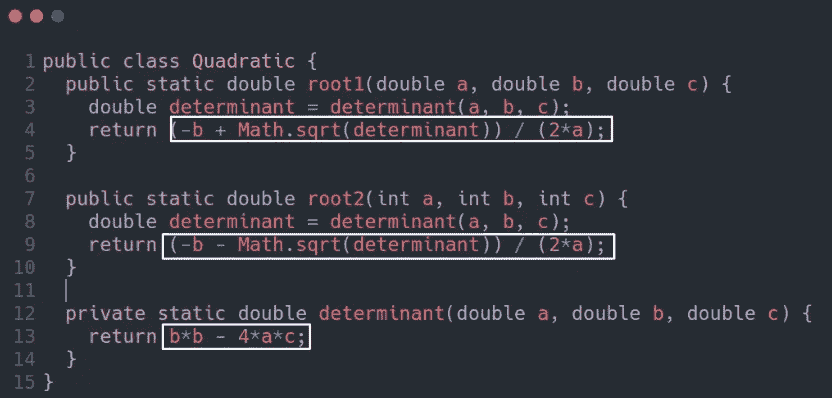 1 public class Quadratic {
2   public static double root1(double a, double b, double c) {
3     double determinant = determinant(a, b, c);
4     return (-b + Math.sqrt(determinant)) / (2*a);
5   }
6
7   public static double root2(int a, int b, int c) {
8     double determinant = determinant(a, b, c);
9     return (-b - Math.sqrt(determinant)) / (2*a);
10   }
11
12   private static double determinant(double a, double b, double c) {
13     return b*b - 4*a*c;
14   }
15 }